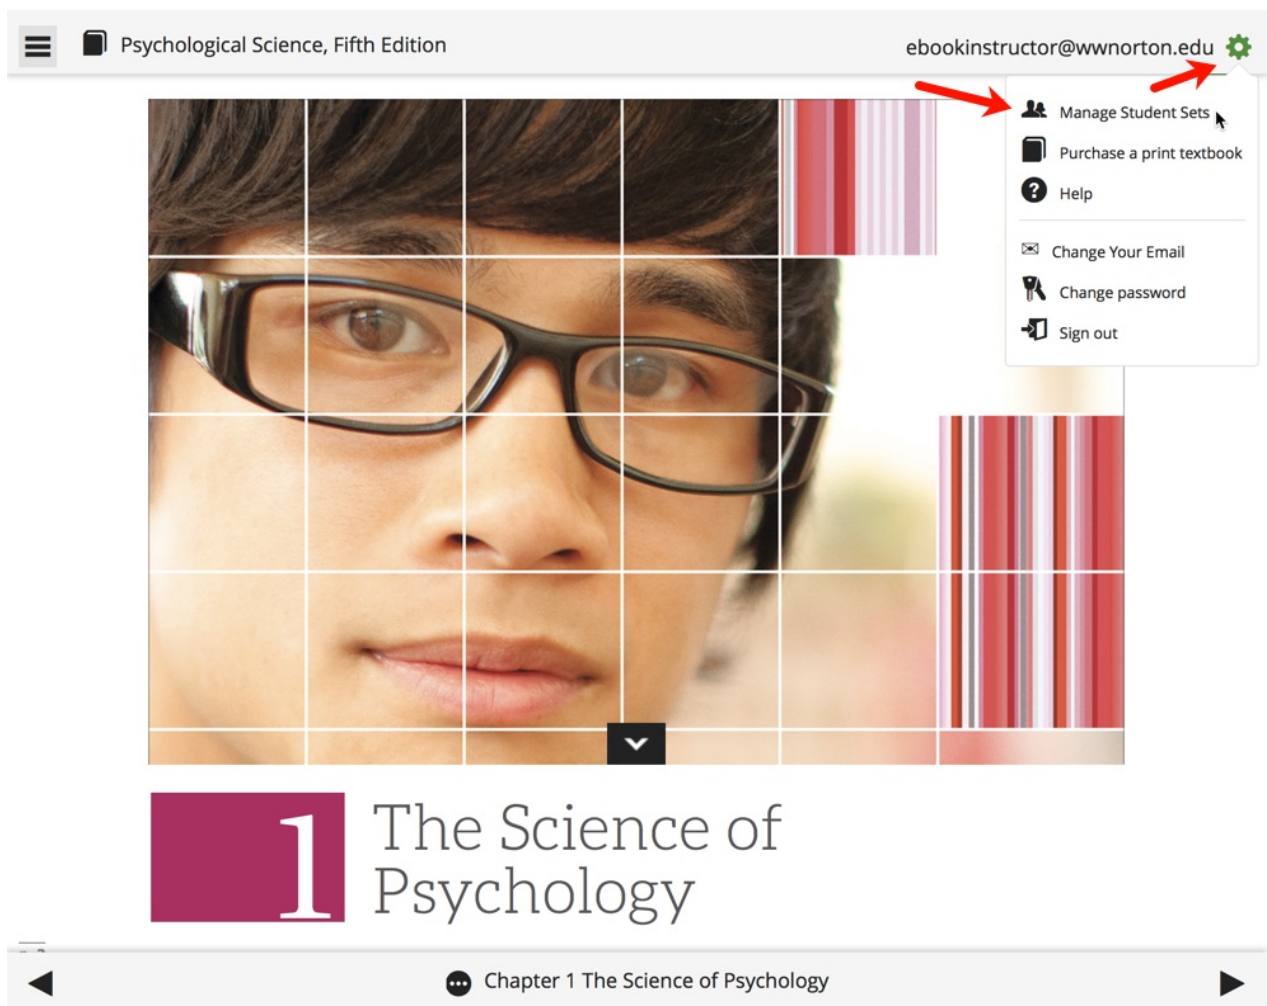 Psychological Science, Fifth Edition
ebookinstructor@wwnorton.edu
Manage Student Sets
Purchase a print textbook
Help
Change Your Email
Change password
Sign out
1
The Science of
Psychology
Chapter 1 The Science of Psychology